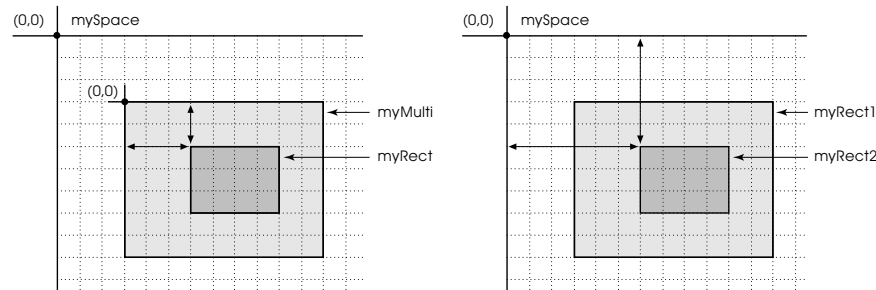 (0,0) mySpace
(0,0)
myMulti
myRect
(0,0) mySpace
myRect1
myRect2